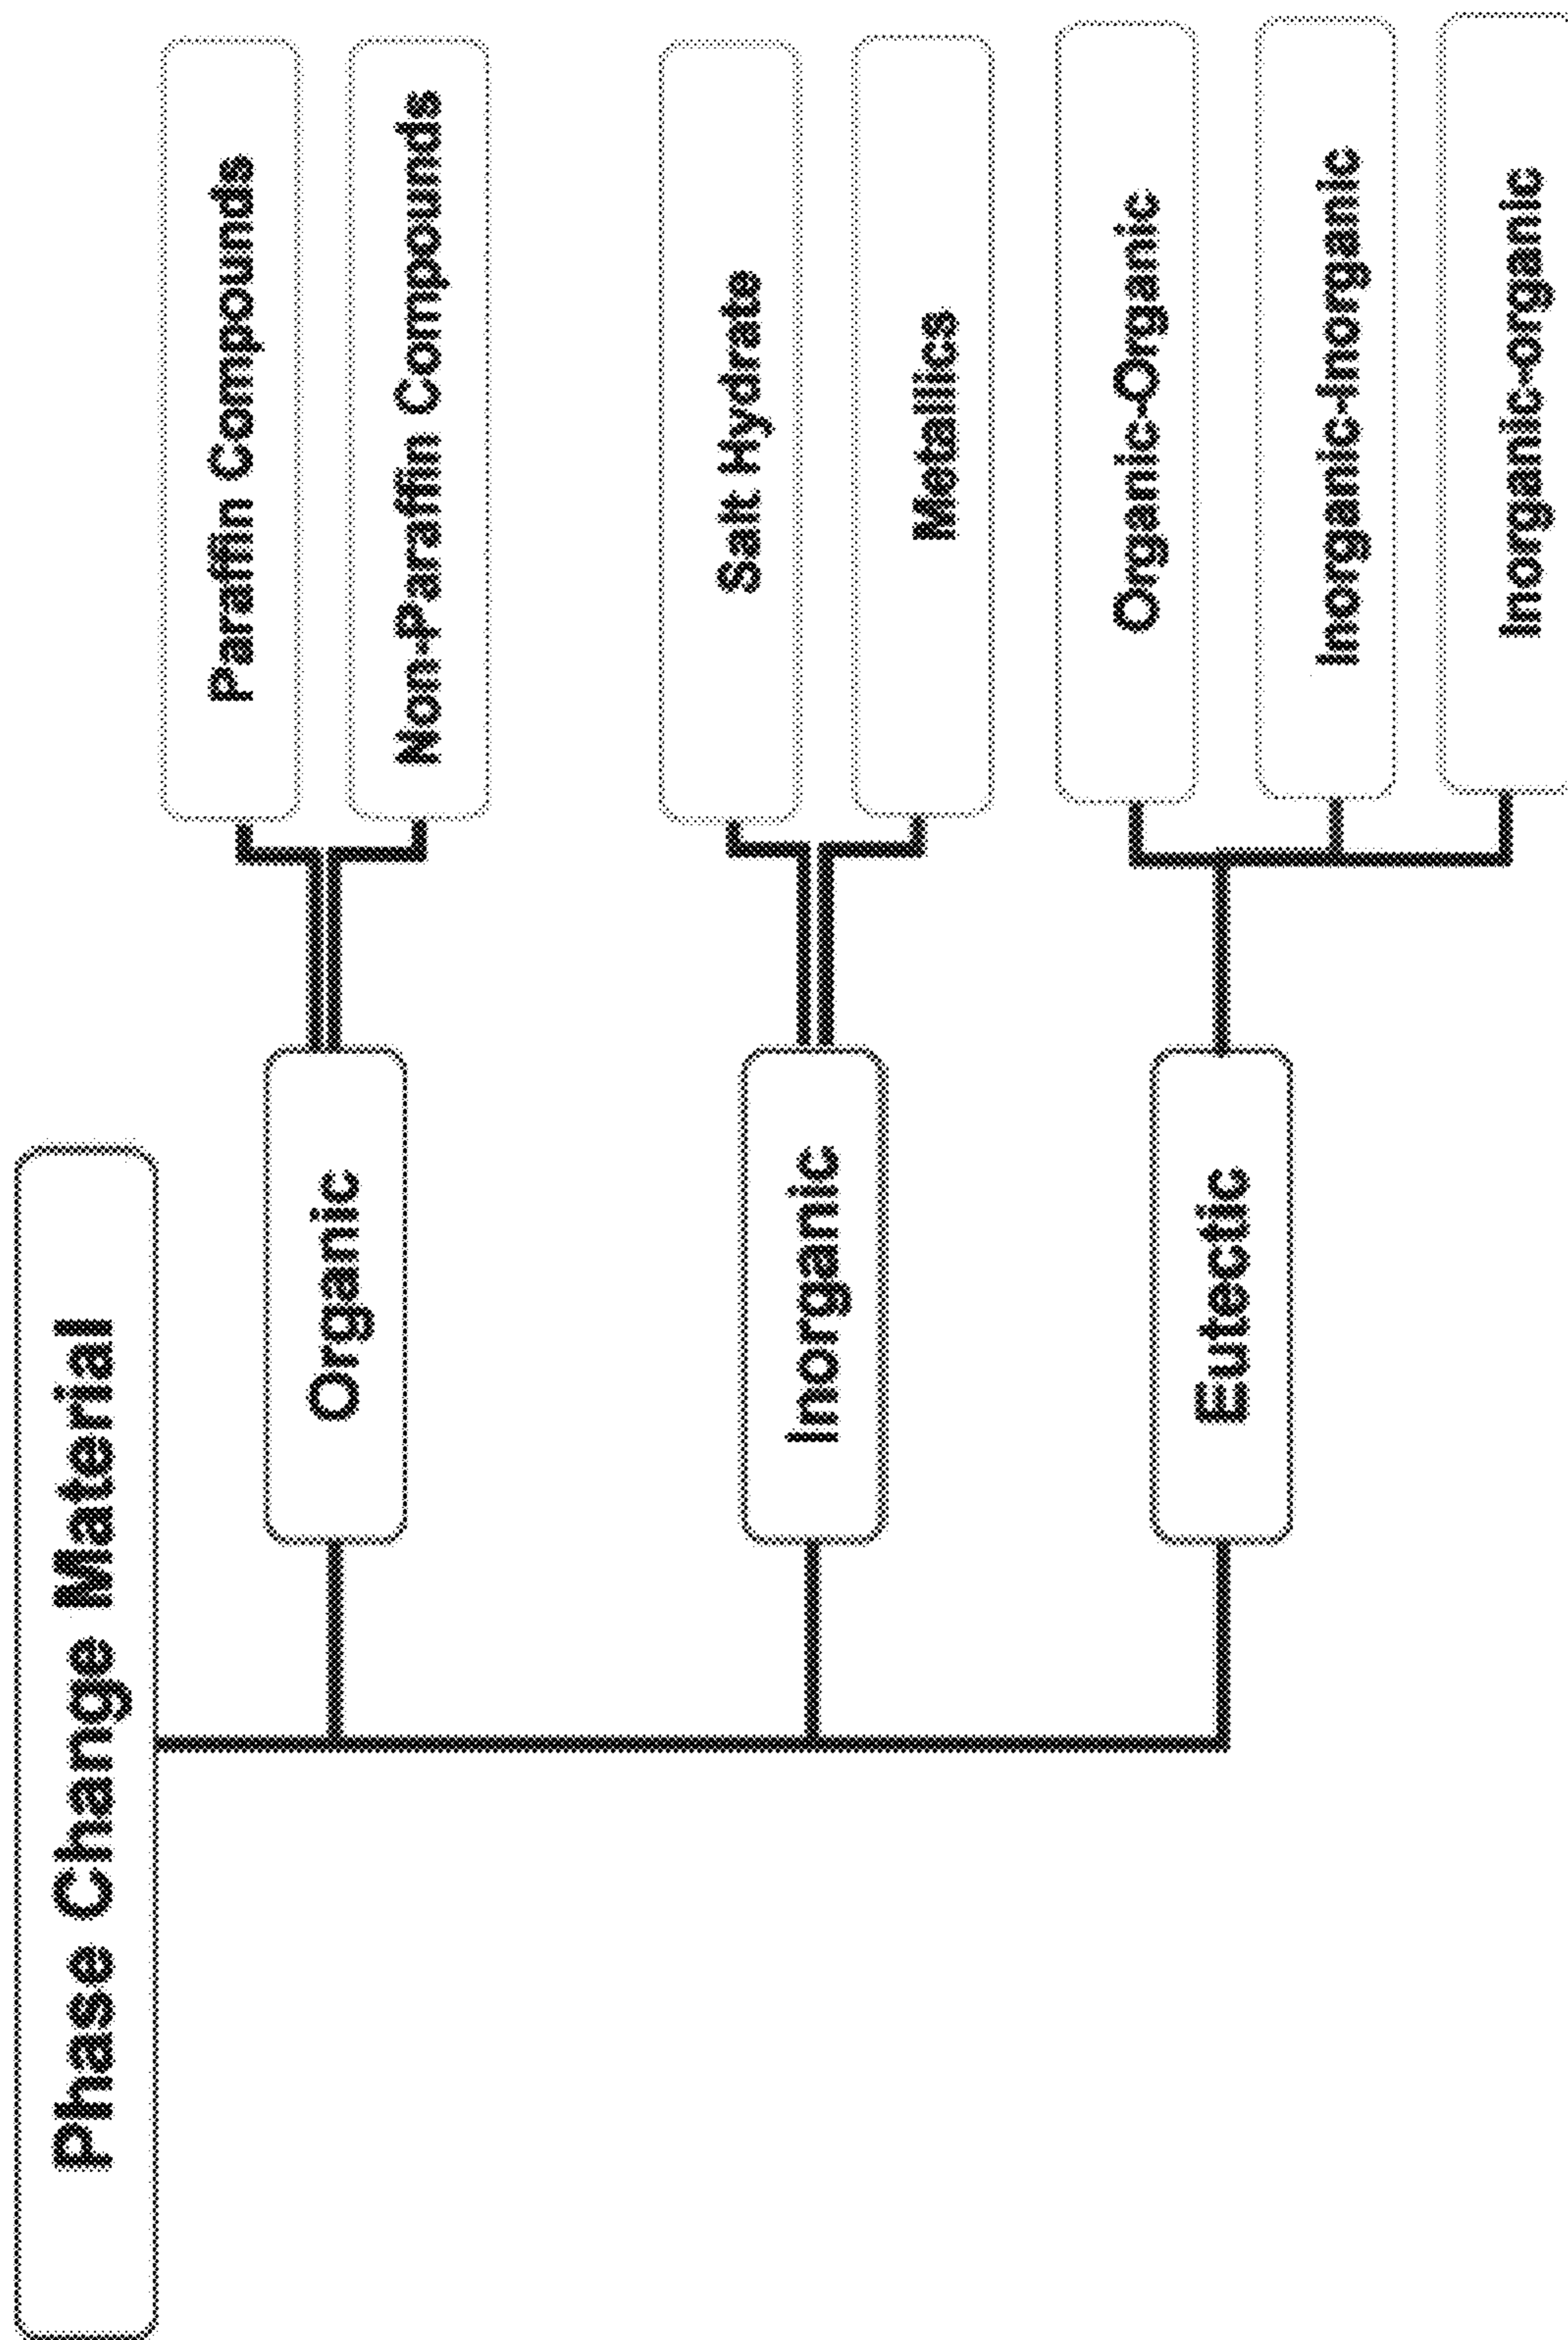 Phase Change Material
Organic
Paraffin Compounds
Non-Paraffin Compounds
Inorganic
Salt Hydrate
Metallics
Eutectic
Organic-Organic
Inorganic-Inorganic
Inorganic-organic